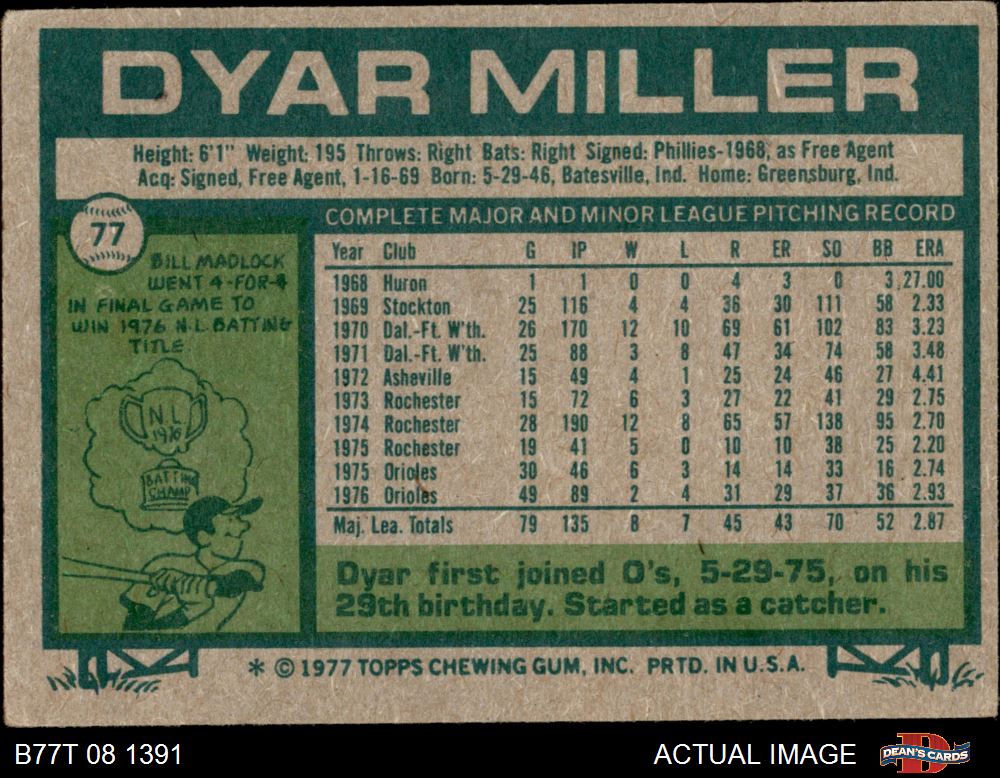 DYAR MILLER
Height: 6'1" Weight: 195 Throws: Right Bats: Right Signed: Phillies-1968, as Free Agent
Acq: Signed, Free Agent, 1-16-69 Born: 5-29-46, Batesville, Ind. Home: Greensburg, Ind.
77
BILL MADLOCK
WENT 4-FOR-4
IN FINAL GAME TO
WIN 1976 N.L. BATTING
TITLE
N.L.
1976
BATTING
CHAMP
COMPLETE MAJOR AND MINOR LEAGUE PITCHING RECORD
Year Club G IP W L R ER SO BB ERA
1968 Huron 1 1 0 0 4 3 0 3 27.00
1969 Stockton 25 116 4 4 36 30 111 58 2.33
1970 Dal.-Ft. W'th. 26 170 12 10 69 61 102 83 3.23
1971 Dal.-Ft. W'th. 25 88 3 8 47 34 74 58 3.48
1972 Asheville 15 49 4 1 25 24 46 27 4.41
1973 Rochester 15 72 6 3 27 22 41 29 2.75
1974 Rochester 28 190 12 8 65 57 138 95 2.70
1975 Rochester 19 41 5 0 10 10 38 25 2.20
1975 Orioles 30 46 6 3 14 14 33 16 2.74
1976 Orioles 49 89 2 4 31 29 37 36 2.93
Maj. Lea. Totals 79 135 8 7 45 43 70 52 2.87
Dyar first joined O's, 5-29-75, on his
29th birthday. Started as a catcher.
* © 1977 TOPPS CHEWING GUM, INC. PRTD. IN U.S.A.
B77T 08 1391
ACTUAL IMAGE
D
DEAN'S CARDS